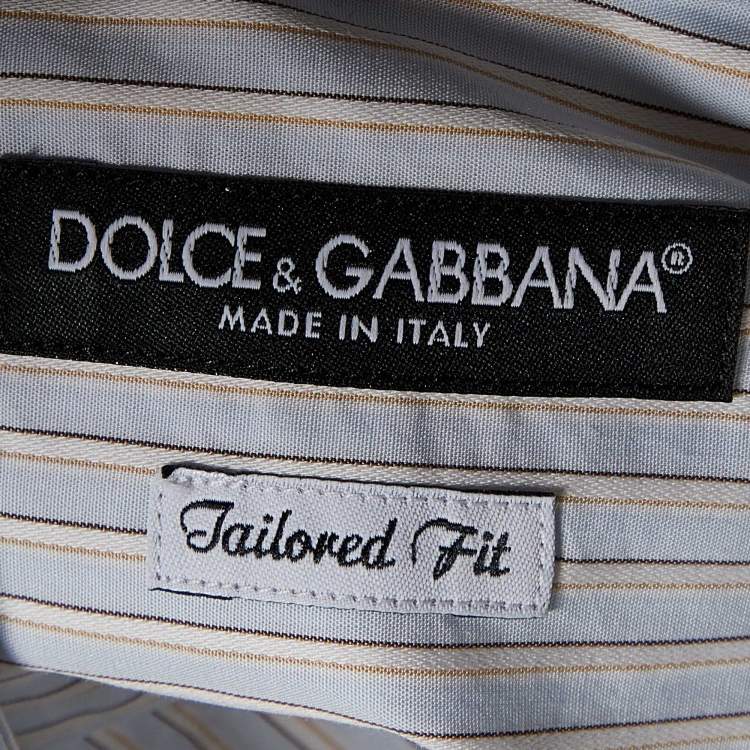 DOLCE & GABBANA®
MADE IN ITALY
Tailored Fit